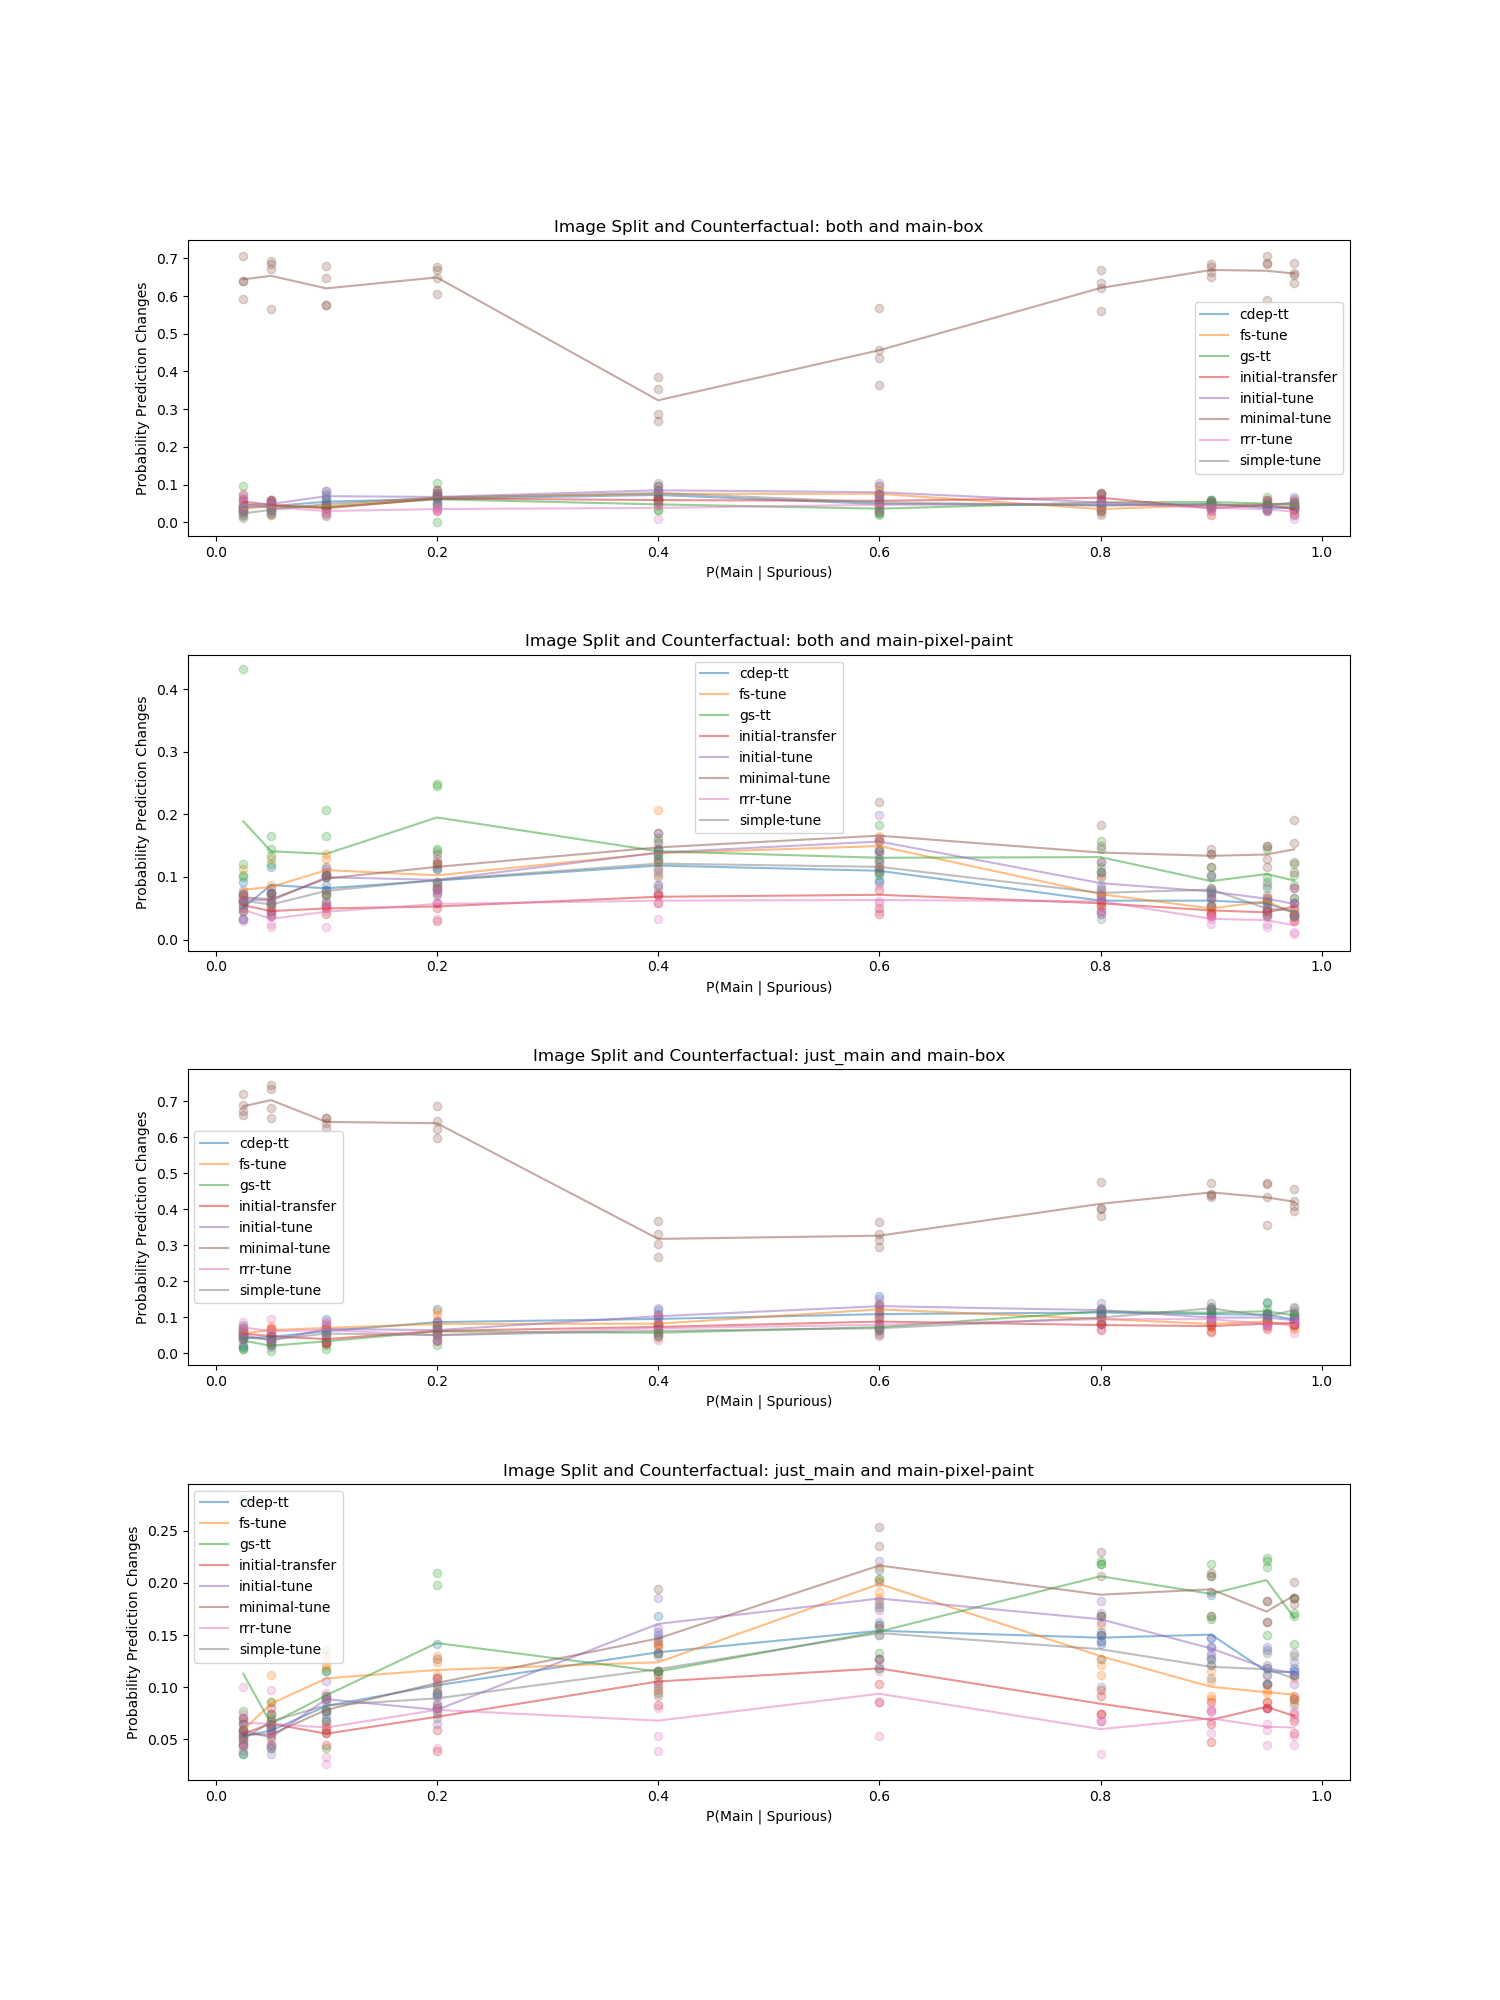 Image Split and Counterfactual: both and main-box
Probability Prediction Changes
0.7
0.6
0.5
0.4
0.3
0.2
0.1
0.0
cdep-tt
fs-tune
gs-tt
initial-transfer
initial-tune
minimal-tune
rrr-tune
simple-tune
0.0 0.2 0.4 0.6 0.8 1.0
P(Main | Spurious)
Image Split and Counterfactual: both and main-pixel-paint
Probability Prediction Changes
0.4
0.3
0.2
0.1
0.0
cdep-tt
fs-tune
gs-tt
initial-transfer
initial-tune
minimal-tune
rrr-tune
simple-tune
0.0 0.2 0.4 0.6 0.8 1.0
P(Main | Spurious)
Image Split and Counterfactual: just_main and main-box
Probability Prediction Changes
0.7
0.6
0.5
0.4
0.3
0.2
0.1
0.0
cdep-tt
fs-tune
gs-tt
initial-transfer
initial-tune
minimal-tune
rrr-tune
simple-tune
0.0 0.2 0.4 0.6 0.8 1.0
P(Main | Spurious)
Image Split and Counterfactual: just_main and main-pixel-paint
Probability Prediction Changes
0.25
0.20
0.15
0.10
0.05
cdep-tt
fs-tune
gs-tt
initial-transfer
initial-tune
minimal-tune
rrr-tune
simple-tune
0.0 0.2 0.4 0.6 0.8 1.0
P(Main | Spurious)